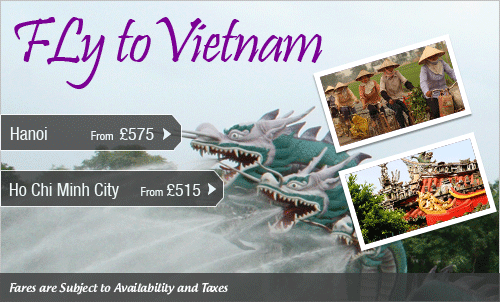 FLy to Vietnam
Hanoi From £575
Ho Chi Minh City From £515
Fares are Subject to Availability and Taxes